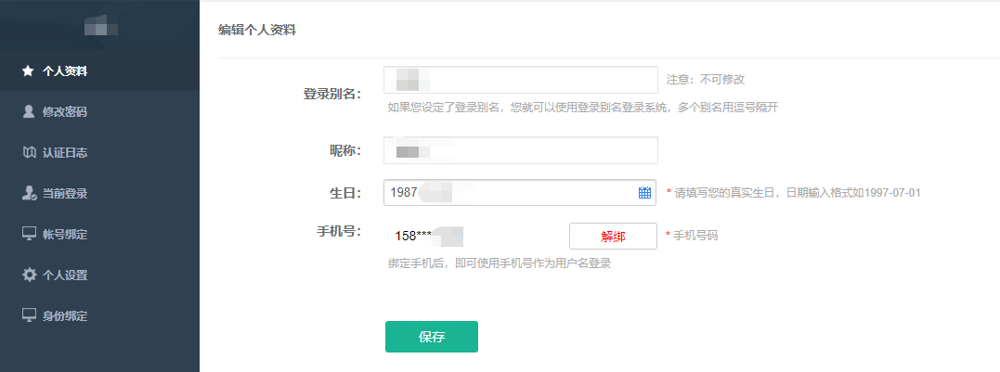 个人资料
修改密码
认证日志
当前登录
帐号绑定
个人设置
身份绑定
编辑个人资料
登录别名：
注意：不可修改
如果您设定了登录别名，您就可以使用登录别名登录系统，多个别名用逗号隔开
昵称：
生日： 1987- * 请填写您的真实生日，日期输入格式如1997-07-01
手机号： 158*** 解绑 * 手机号码
绑定手机后，即可使用手机号作为用户名登录
保存